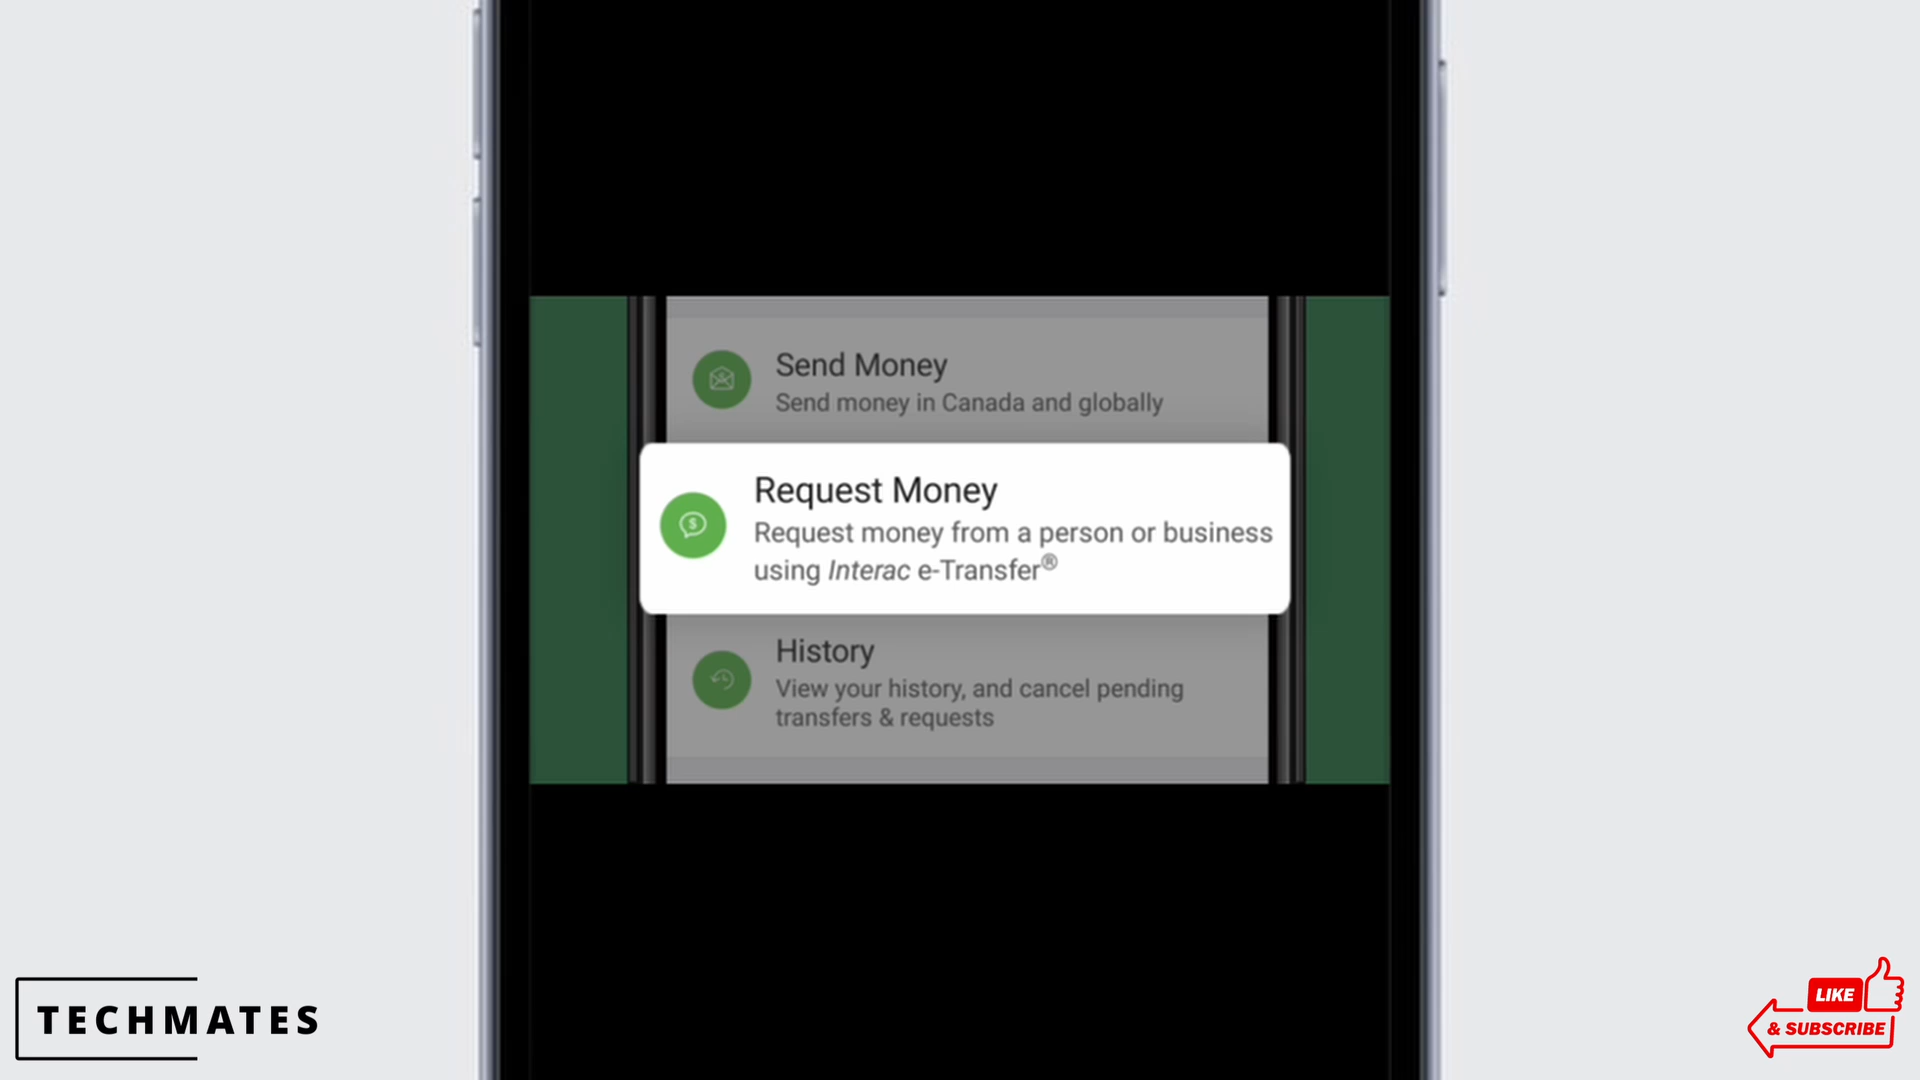 Send Money
Send money in Canada and globally
$
Request Money
Request money from a person or business
using Interac e-Transfer®
History
View your history, and cancel pending
transfers & requests
TECHMATES
LIKE
& SUBSCRIBE